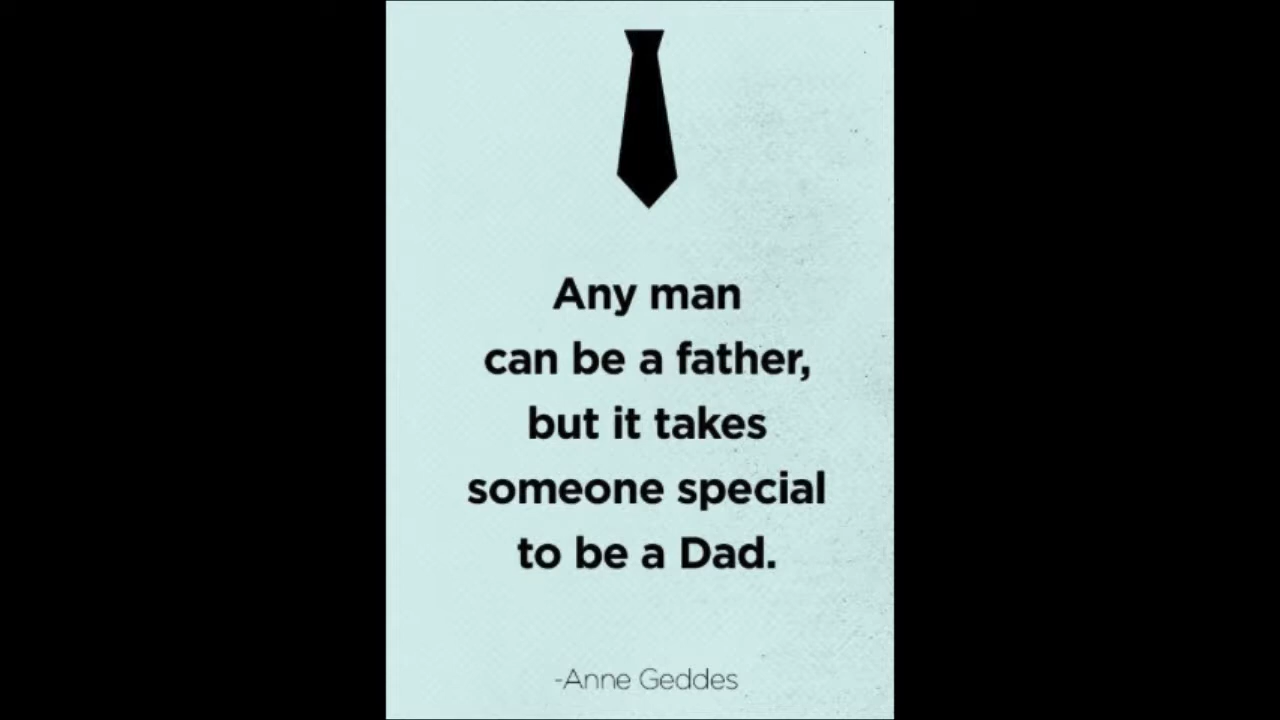 Any man
can be a father,
but it takes
someone special
to be a Dad.
-Anne Geddes